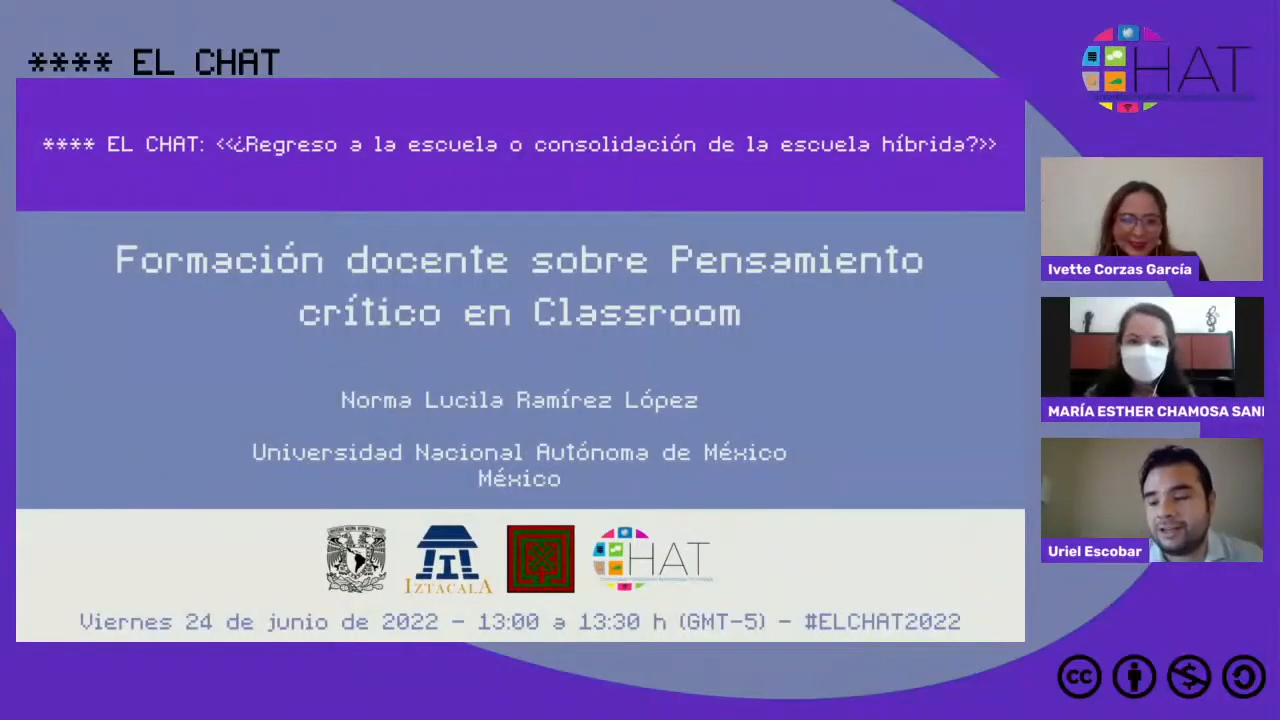 **** EL CHAT
HAT
**** EL CHAT: <<¿Regreso a la escuela o consolidación de la escuela híbrida?>>
Formación docente sobre Pensamiento
crítico en Classroom
Norma Lucila Ramírez López
Universidad Nacional Autónoma de México
México
IZTACALA
HAT
Viernes 24 de junio de 2022 - 13:00 a 13:30 h (GMT-5) - #ELCHAT2022
Ivette Corzas García
MARÍA ESTHER CHAMOSA SAN
Uriel Escobar
cc